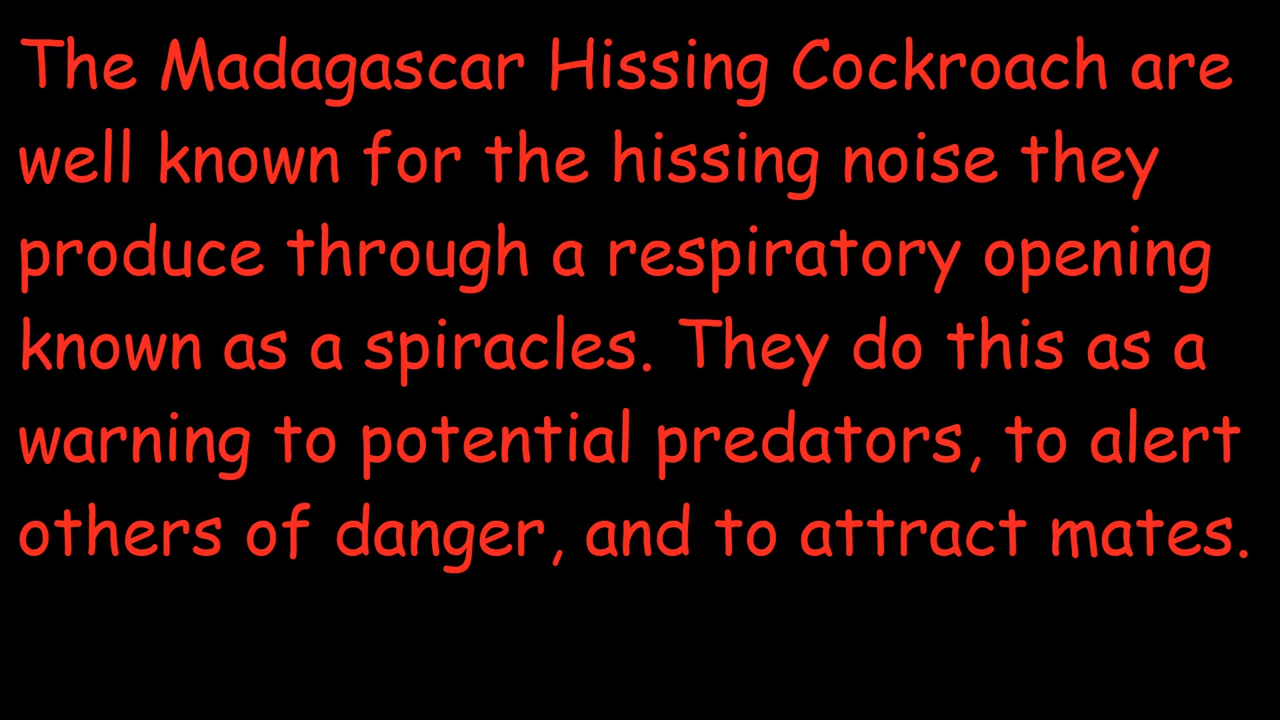 The Madagascar Hissing Cockroach are
well known for the hissing noise they
produce through a respiratory opening
known as a spiracles. They do this as a
warning to potential predators, to alert
others of danger, and to attract mates.